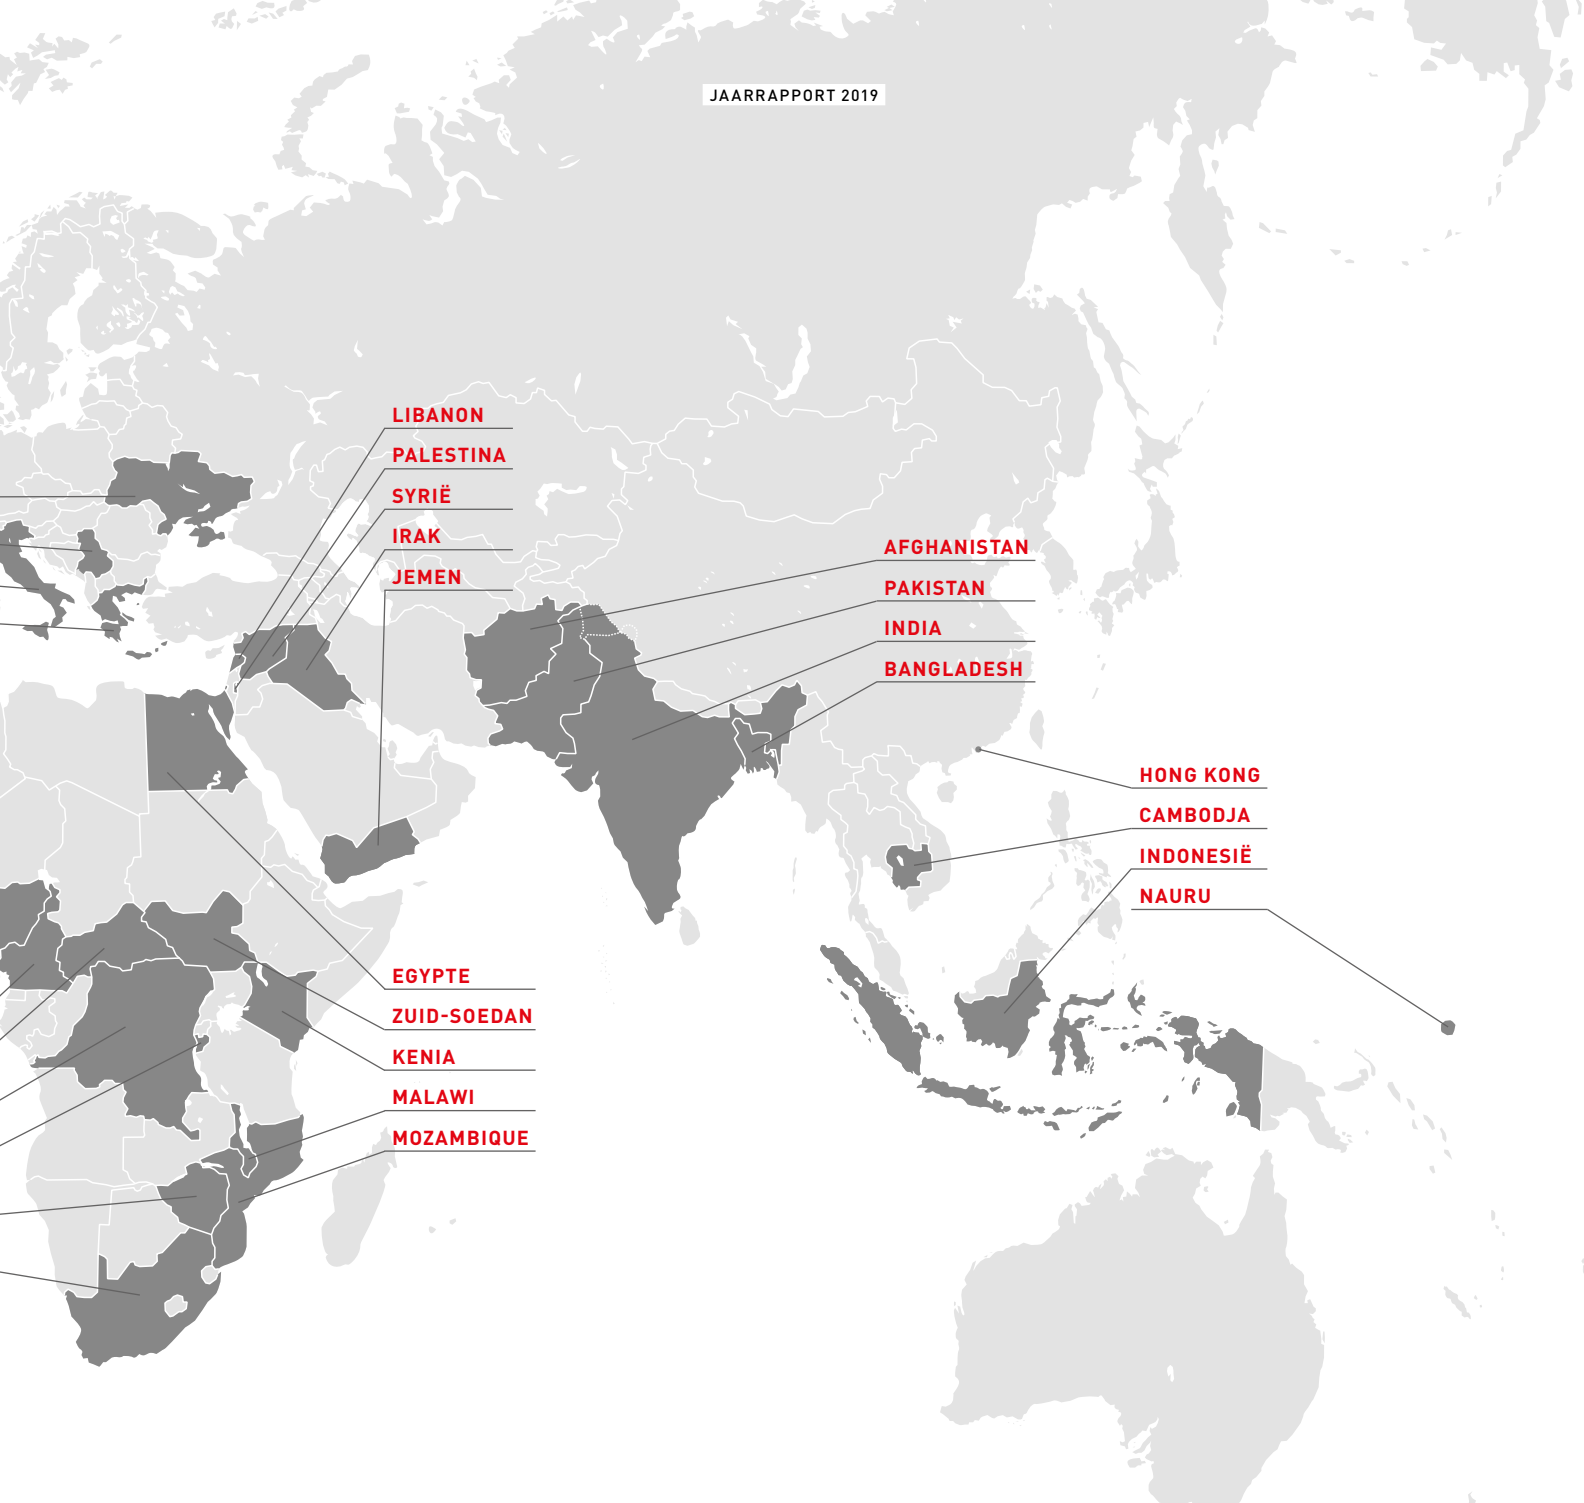 JAARRAPPORT 2019
LIBANON
PALESTINA
SYRIË
IRAK
JEMEN
AFGHANISTAN
PAKISTAN
INDIA
BANGLADESH
HONG KONG
CAMBODJA
INDONESIË
NAURU
EGYPTE
ZUID-SOEDAN
KENIA
MALAWI
MOZAMBIQUE